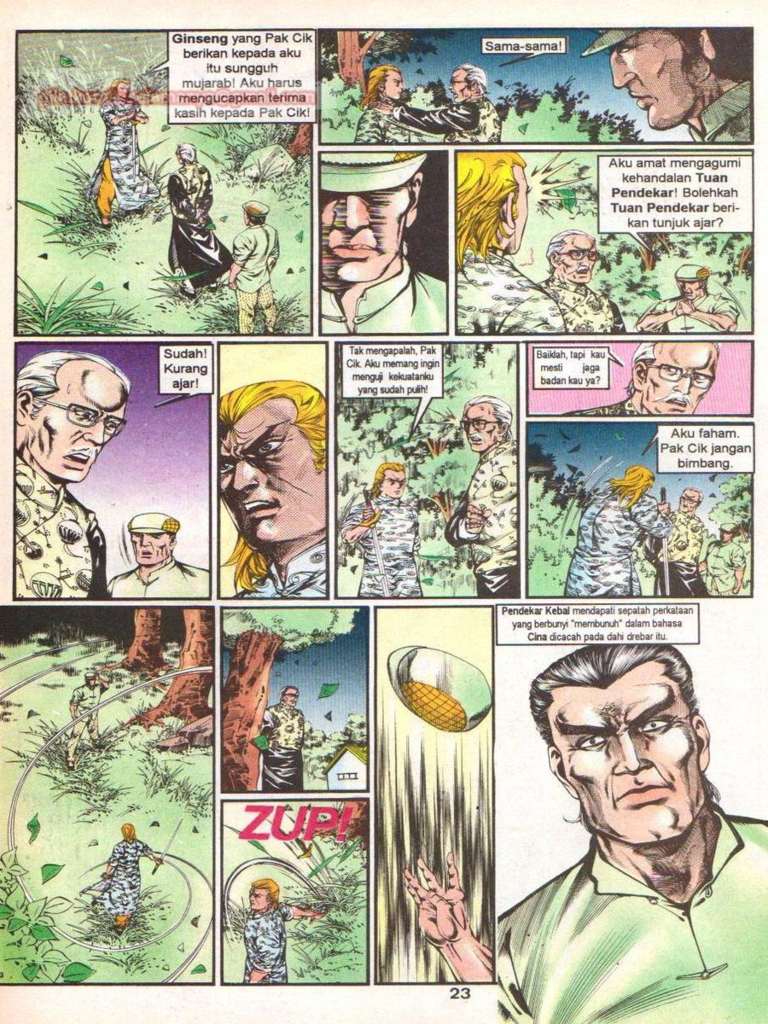 Ginseng yang Pak Cik
berikan kepada aku
itu sungguh
mujarab! Aku harus
mengucapkan terima
kasih kepada Pak Cik!
Sama-sama!
Aku amat mengagumi
kehandalan Tuan
Pendekar! Bolehkah
Tuan Pendekar beri-
kan tunjuk ajar?
Sudah!
Kurang
ajar!
Tak mengapalah, Pak
Cik. Aku memang ingin
menguji kekuatanku
yang sudah pulih!
Baiklah, tapi kau
mesti jaga
badan kau ya?
Aku faham.
Pak Cik jangan
bimbang.
ZUP!
Pendekar Kebal mendapati sepatah perkataan
yang berbunyi "membunuh" dalam bahasa
Cina dicacah pada dahi drebar itu.
23